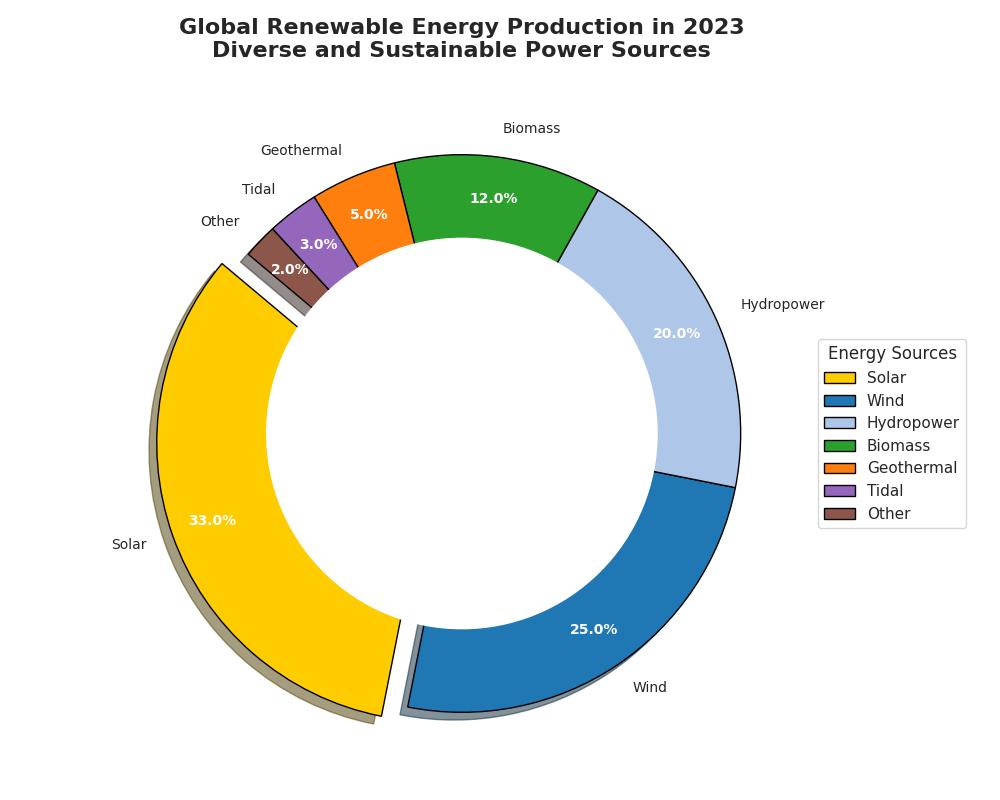 Global Renewable Energy Production in 2023
Diverse and Sustainable Power Sources
Biomass
Geothermal
Tidal
Other
12.0%
5.0%
3.0%
2.0%
Hydropower
20.0%
Energy Sources
Solar
Wind
Hydropower
Biomass
Geothermal
Tidal
Other
33.0%
Solar
25.0%
Wind